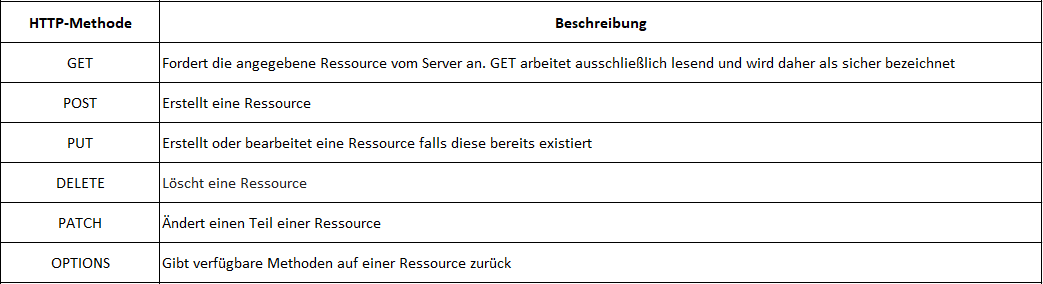 HTTP-Methode Beschreibung
GET Fordert die angegebene Ressource vom Server an. GET arbeitet ausschließlich lesend und wird daher als sicher bezeichnet
POST Erstellt eine Ressource
PUT Erstellt oder bearbeitet eine Ressource falls diese bereits existiert
DELETE Löscht eine Ressource
PATCH Ändert einen Teil einer Ressource
OPTIONS Gibt verfügbare Methoden auf einer Ressource zurück